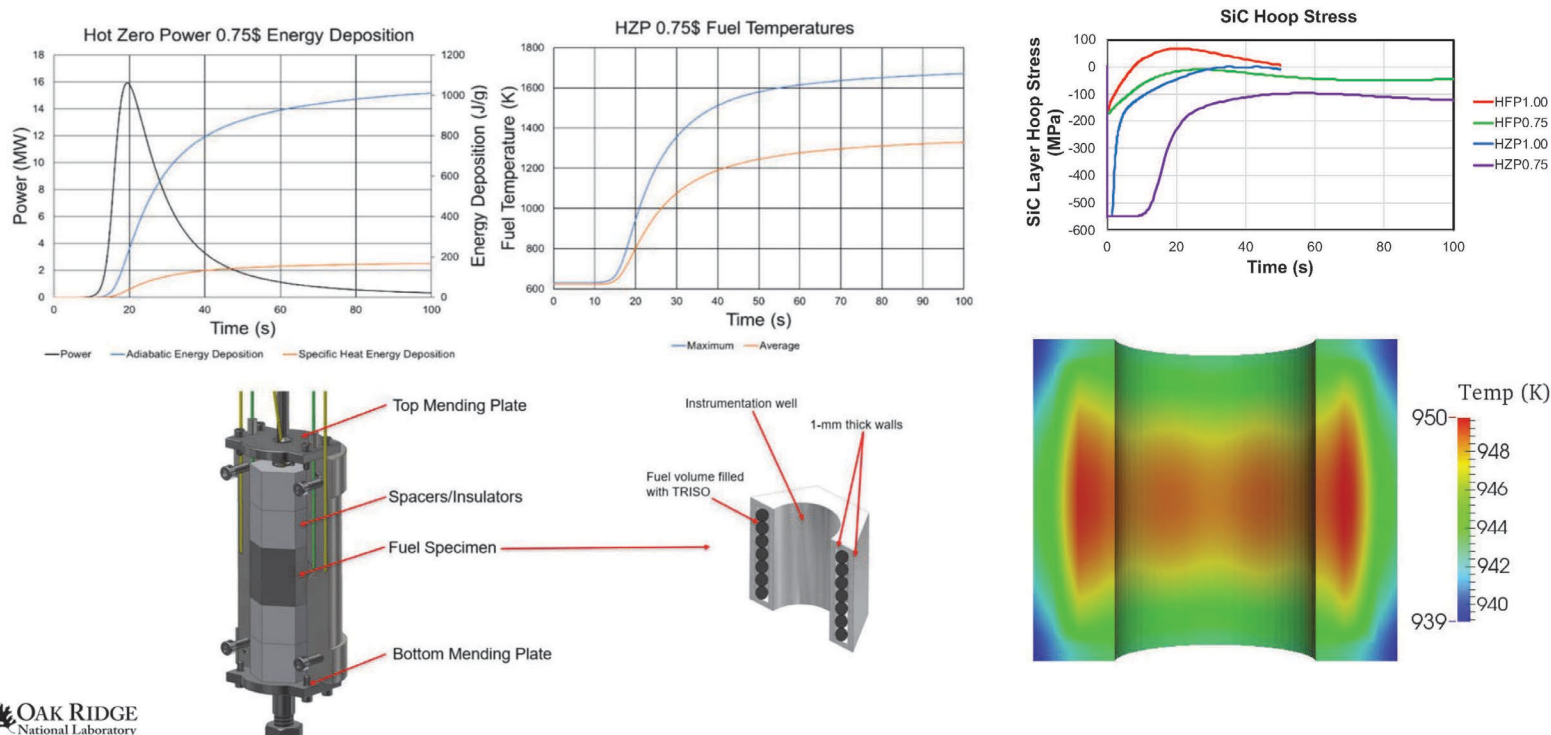 Hot Zero Power 0.75$ Energy Deposition
18
16
14
12
10
8
6
4
2
0
Power (MW)
1200
1000
800
600
400
200
0
Energy Deposition (J/g)
0 20 40 60 80 100
Time (s)
Power Adiabatic Energy Deposition Specific Heat Energy Deposition
HZP 0.75$ Fuel Temperatures
1800
1600
1400
1200
1000
800
600
Fuel Temperature (K)
0 10 20 30 40 50 60 70 80 90 100
Time (s)
Maximum Average
SiC Hoop Stress
100
0
-100
-200
-300
-400
-500
-600
SiC Layer Hoop Stress
(MPa)
0 20 40 60 80 100
Time (s)
HFP1.00
HFP0.75
HZP1.00
HZP0.75
Top Mending Plate
Spacers/Insulators
Fuel Specimen
Bottom Mending Plate
Instrumentation well
1-mm thick walls
Fuel volume filled
with TRISO
Temp (K)
950
948
946
944
942
940
939
OAK RIDGE
National Laboratory